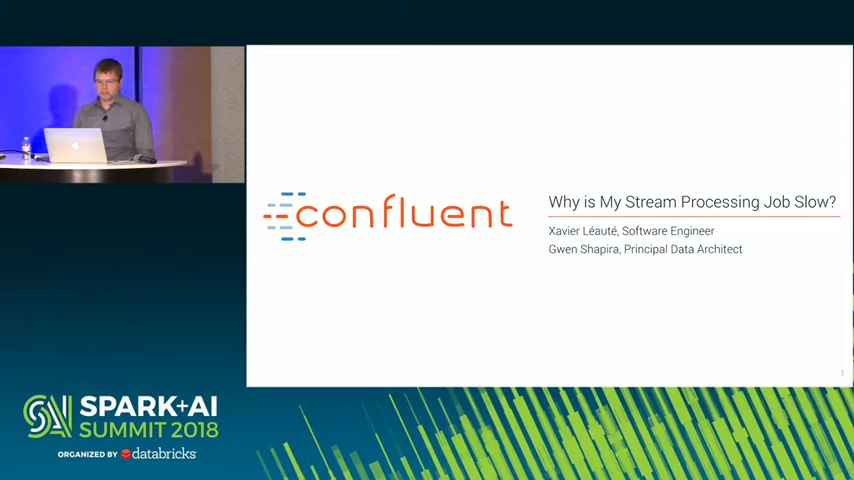 confluent
Why is My Stream Processing Job Slow?
Xavier Léauté, Software Engineer
Gwen Shapira, Principal Data Architect
1
SPARK+AI
SUMMIT 2018
ORGANIZED BY databricks